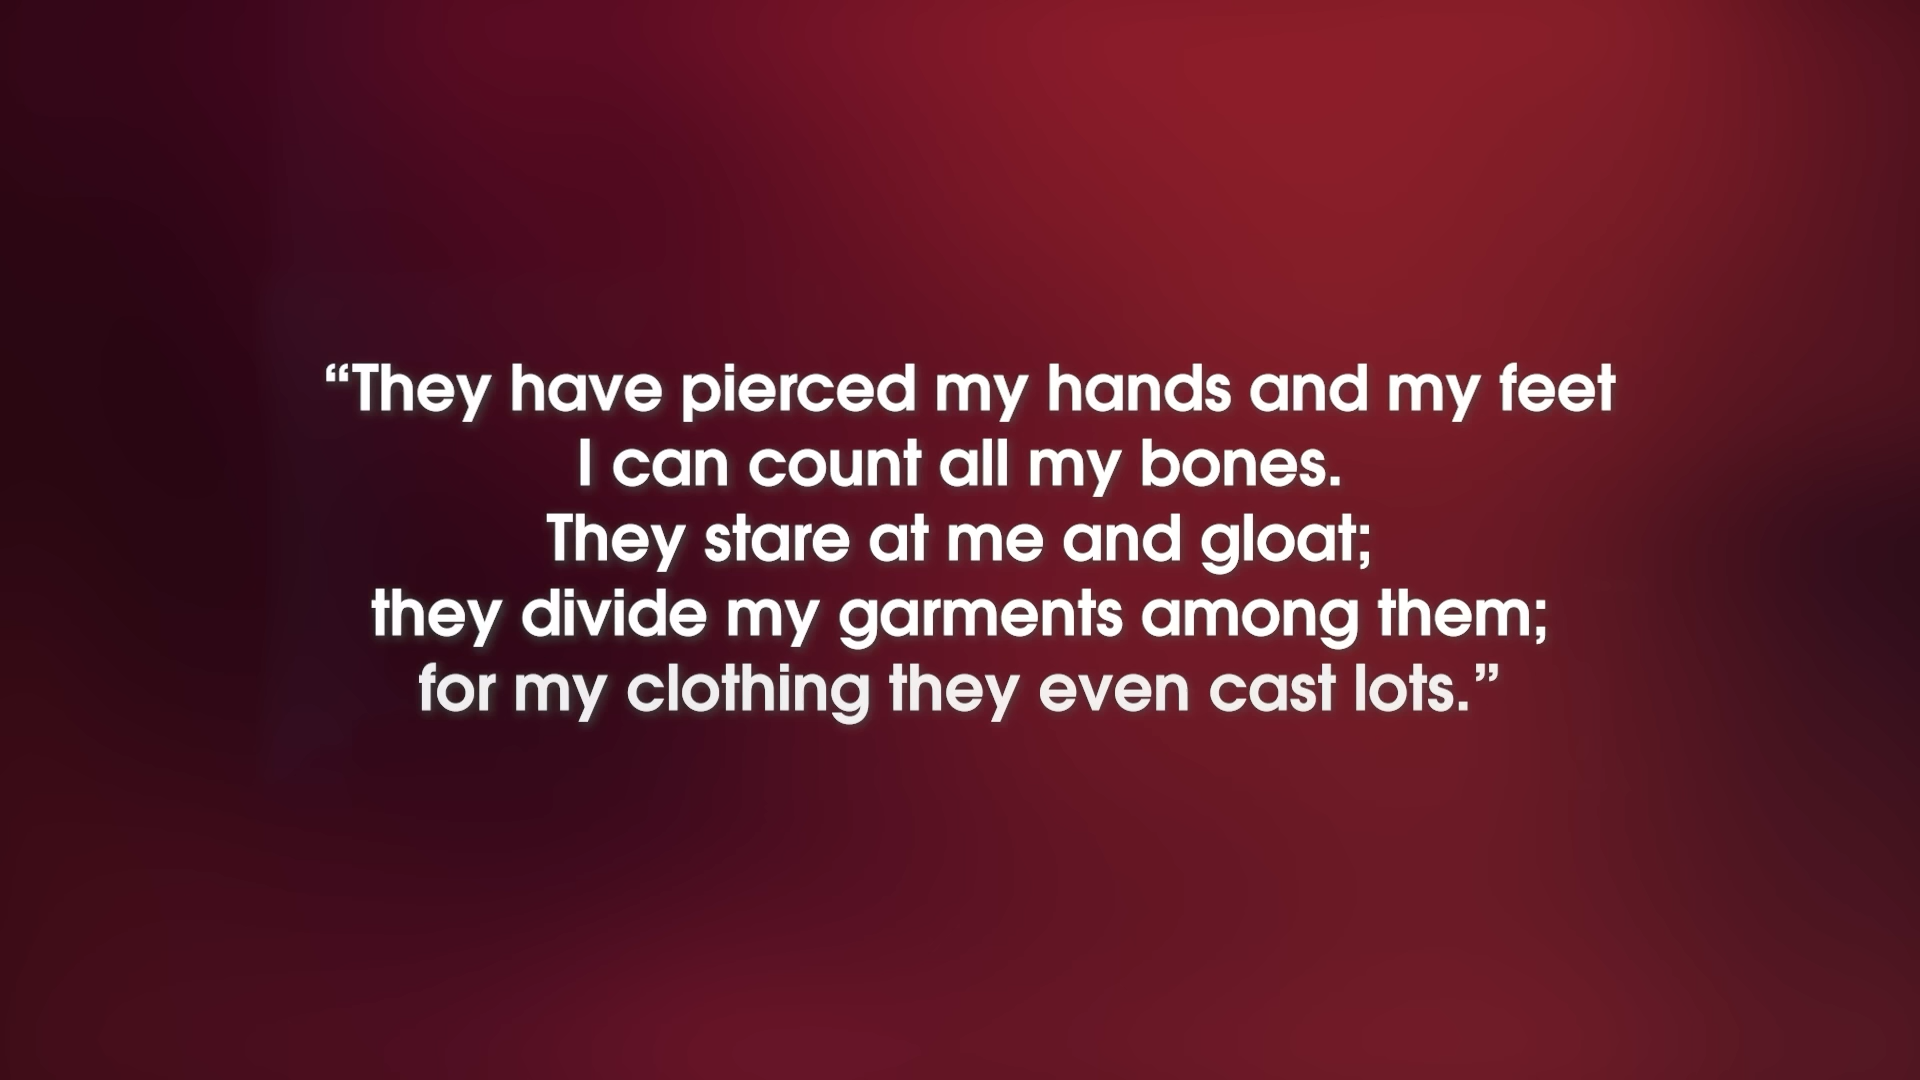 “They have pierced my hands and my feet
I can count all my bones.
They stare at me and gloat;
they divide my garments among them;
for my clothing they even cast lots.”